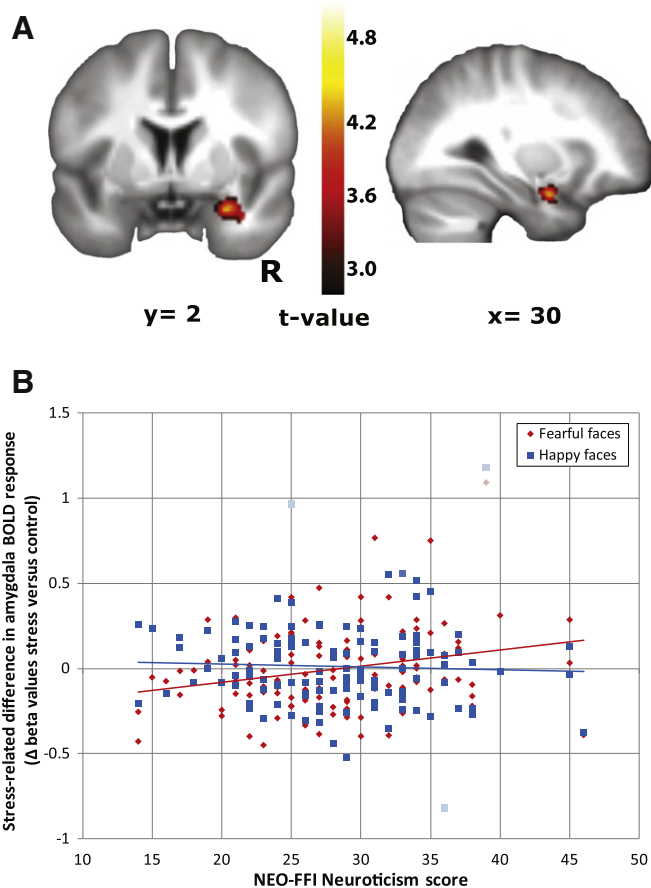 A
4.8
4.2
3.6
3.0
R
y= 2
t-value
x= 30
B
Stress-related difference in amygdala BOLD response
(Δ beta values stress versus control)
1.5
1
0.5
0
-0.5
-1
Fearful faces
Happy faces
10 15 20 25 30 35 40 45 50
NEO-FFI Neuroticism score